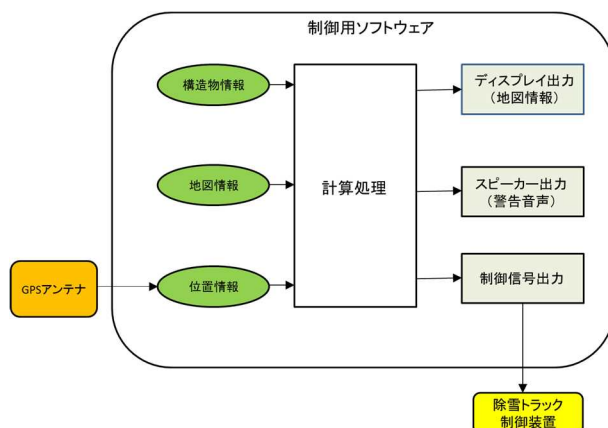 制御用ソフトウェア
構造物情報
地図情報
位置情報
GPSアンテナ
計算処理
ディスプレイ出力
（地図情報）
スピーカー出力
（警告音声）
制御信号出力
除雪トラック
制御装置